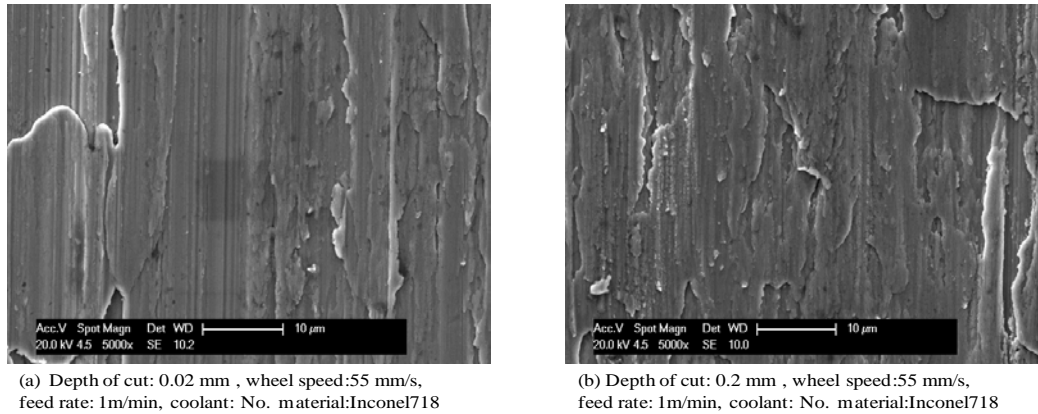 Acc.V Spot Magn Det WD 10 µm
20.0 kV 4.5 5000x SE 10.2
Acc.V Spot Magn Det WD 10 µm
20.0 kV 4.5 5000x SE 10.0
(a) Depth of cut: 0.02 mm , wheel speed:55 mm/s,
feed rate: 1m/min, coolant: No. material:Inconel718
(b) Depth of cut: 0.2 mm , wheel speed:55 mm/s,
feed rate: 1m/min, coolant: No. material:Inconel718